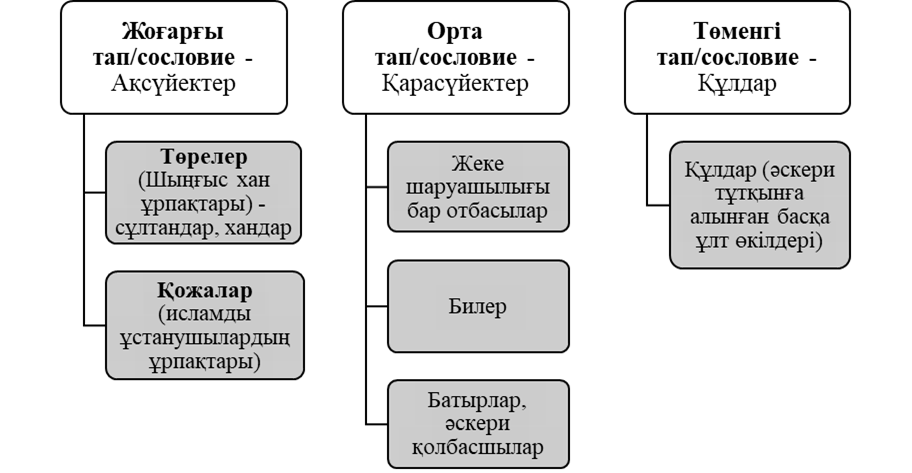 Жоғарғы
тап/сословие -
Ақсүйектер
Төрелер
(Шыңғыс хан
ұрпақтары) -
сұлтандар, хандар
Қожалар
(исламды
ұстанушылардың
ұрпақтары)
Орта
тап/сословие -
Қарасүйектер
Жеке
шаруашылығы
бар отбасылар
Билер
Батырлар,
әскери
қолбасшылар
Төменгі
тап/сословие -
Құлдар
Құлдар (әскери
тұтқынға
алынған басқа
ұлт өкілдері)